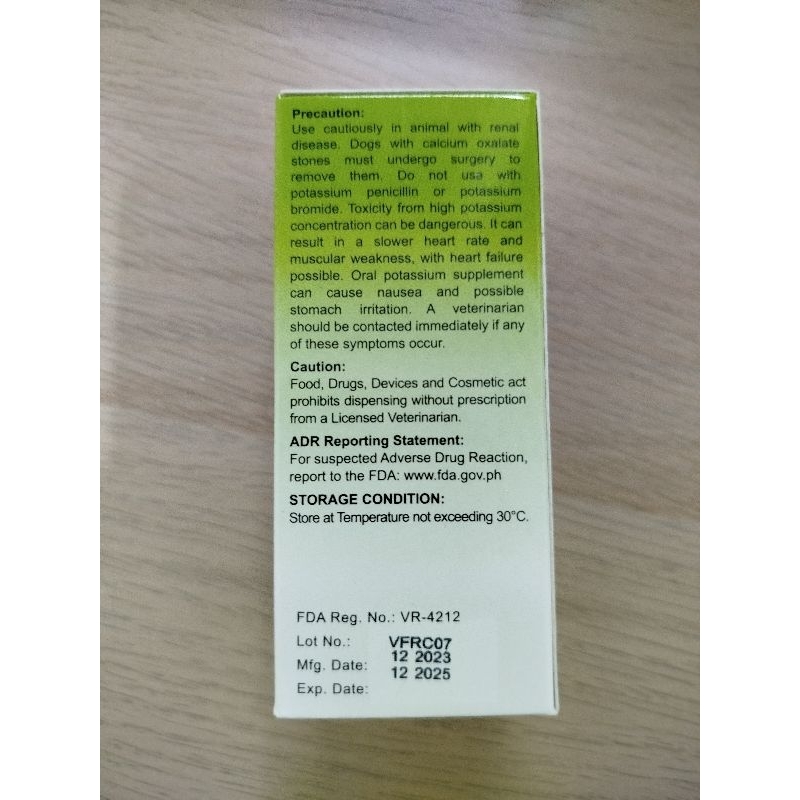 Precaution:
Use cautiously in animal with renal
disease. Dogs with calcium oxalate
stones must undergo surgery to
remove them. Do not use with
potassium penicillin or potassium
bromide. Toxicity from high potassium
concentration can be dangerous. It can
result in a slower heart rate and
muscular weakness, with heart failure
possible. Oral potassium supplement
can cause nausea and possible
stomach irritation. A veterinarian
should be contacted immediately if any
of these symptoms occur.
Caution:
Food, Drugs, Devices and Cosmetic act
prohibits dispensing without prescription
from a Licensed Veterinarian.
ADR Reporting Statement:
For suspected Adverse Drug Reaction,
report to the FDA: www.fda.gov.ph
STORAGE CONDITION:
Store at Temperature not exceeding 30°C.
FDA Reg. No.: VR-4212
Lot No.: VFRC07
Mfg. Date: 12 2023
Exp. Date: 12 2025